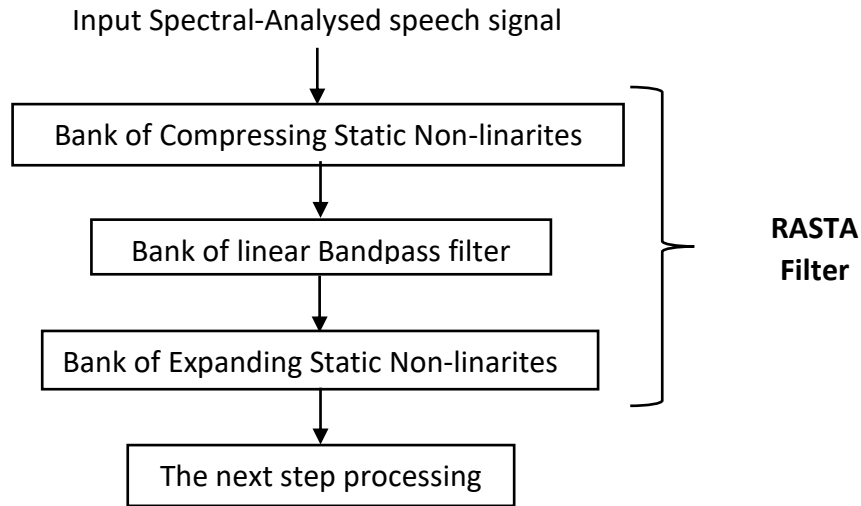 Input Spectral-Analysed speech signal
Bank of Compressing Static Non-linarites
Bank of linear Bandpass filter
RASTA
Filter
Bank of Expanding Static Non-linarites
The next step processing